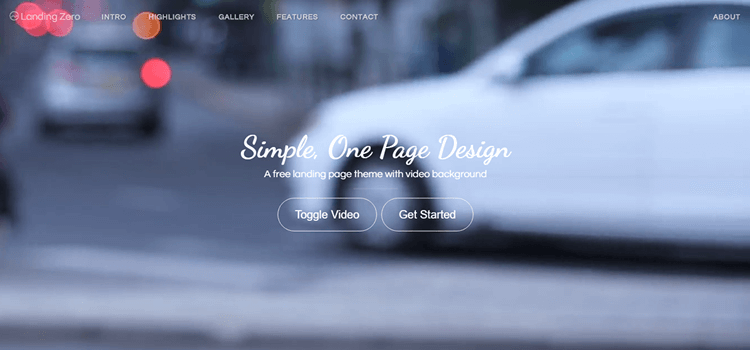 Landing Zero INTRO HIGHLIGHTS GALLERY FEATURES CONTACT ABOUT
Simple, One Page Design
A free landing page theme with video background
Toggle Video Get Started